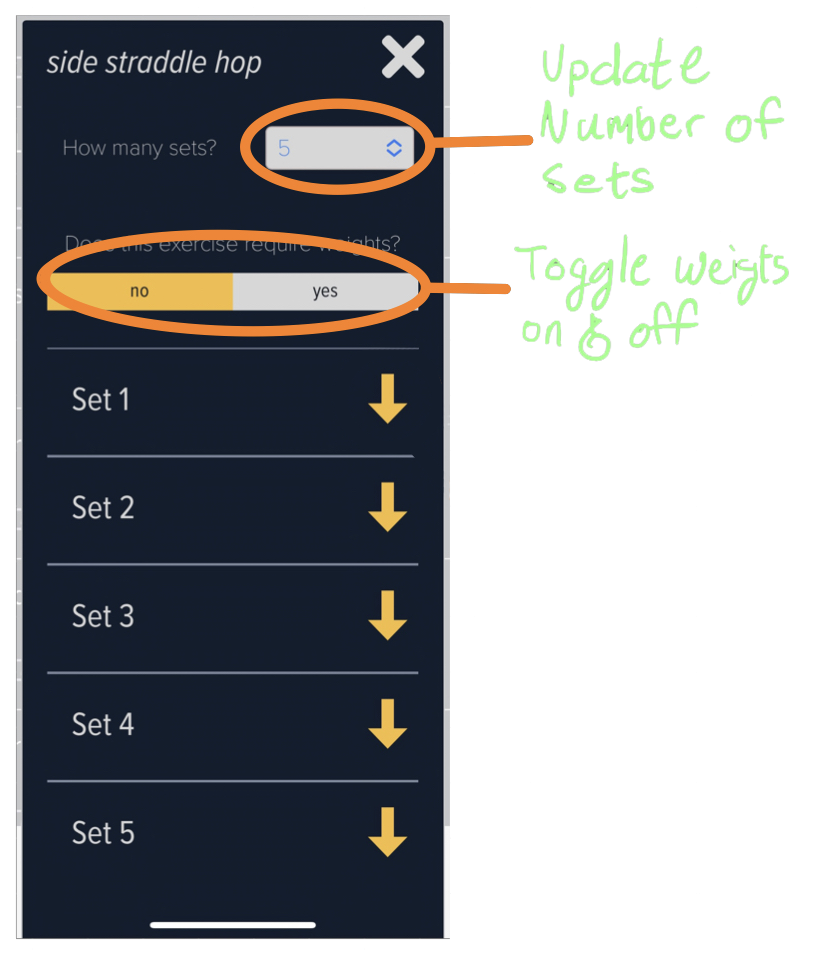 side straddle hop
How many sets?
5
Update
Number of
Sets
Does this exercise require weights?
no
yes
Toggle weigts
on & off
Set 1
Set 2
Set 3
Set 4
Set 5